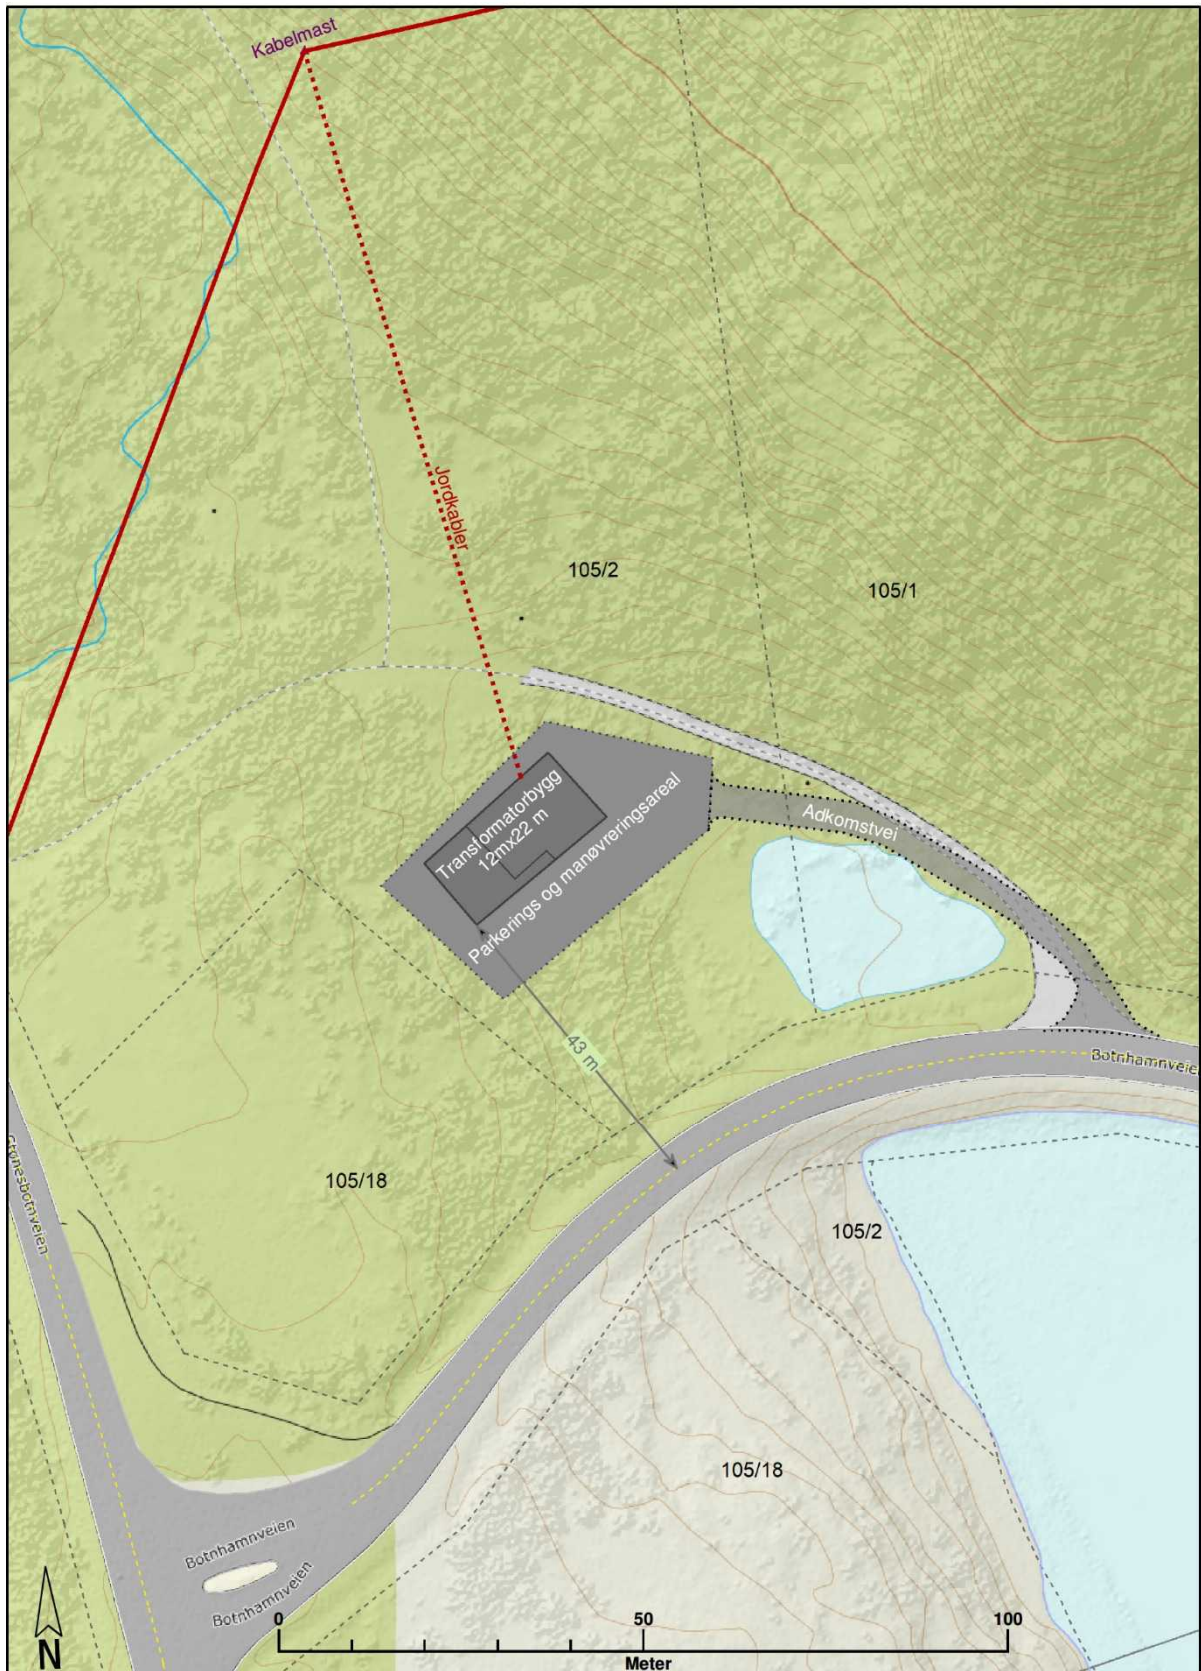 Kabelmast
Jordkabler
105/2
105/1
Transformatorbygg
12mx22 m
Parkerings og manøvreringsareal
Adkomstvei
43 m
Botnhamnveien
105/18
105/2
Stønesbotnveien
105/18
Botnhamnveien
Botnhamnveien
0 50 100
Meter
N